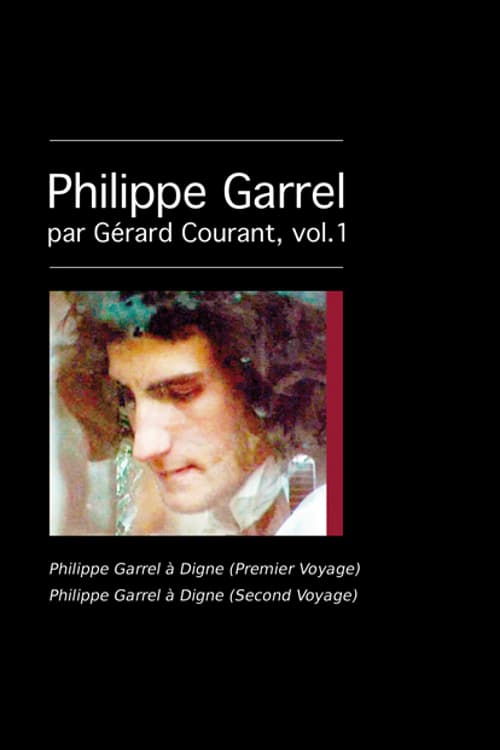 Philippe Garrel
par Gérard Courant, vol.1
Philippe Garrel à Digne (Premier Voyage)
Philippe Garrel à Digne (Second Voyage)